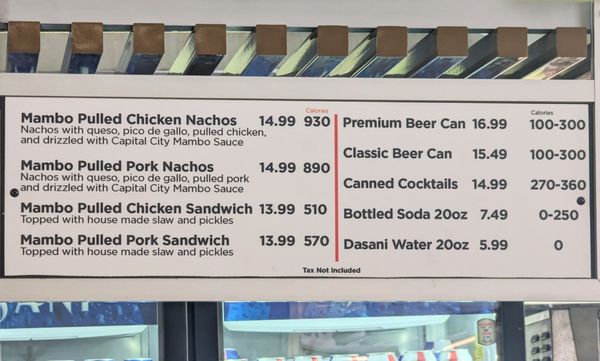 Calories
Mambo Pulled Chicken Nachos 14.99 930
Nachos with queso, pico de gallo, pulled chicken,
and drizzled with Capital City Mambo Sauce
Mambo Pulled Pork Nachos 14.99 890
Nachos with queso, pico de gallo, pulled pork
and drizzled with Capital City Mambo Sauce
Mambo Pulled Chicken Sandwich 13.99 510
Topped with house made slaw and pickles
Mambo Pulled Pork Sandwich 13.99 570
Topped with house made slaw and pickles
Calories
Premium Beer Can 16.99 100-300
Classic Beer Can 15.49 100-300
Canned Cocktails 14.99 270-360
Bottled Soda 20oz 7.49 0-250
Dasani Water 20oz 5.99 0
Tax Not Included